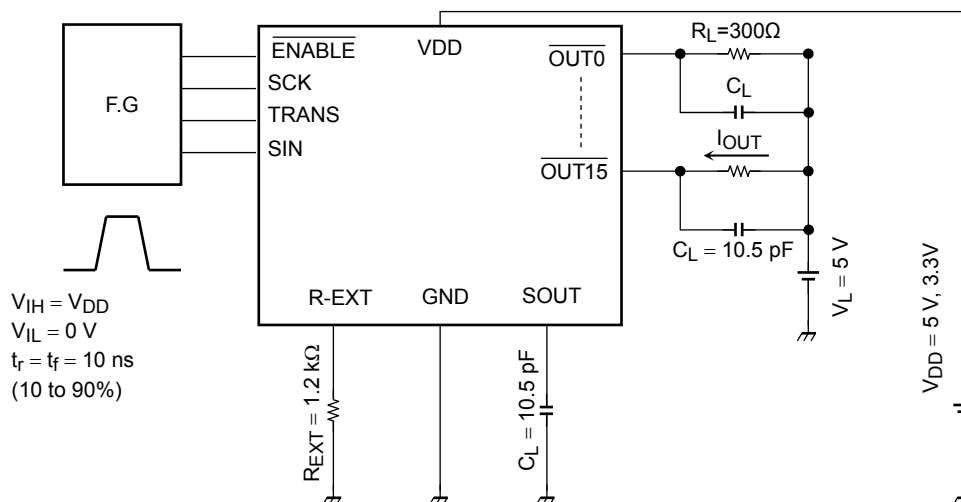 ENABLE
SCK
TRANS
SIN
F.G
VDD
OUT0
OUT15
RL=300Ω
CL
IOUT
CL = 10.5 pF
VL = 5 V
VDD = 5 V, 3.3V
R-EXT
GND
SOUT
REXT = 1.2 kΩ
CL = 10.5 pF
VIH = VDD
VIL = 0 V
tr = tf = 10 ns
(10 to 90%)